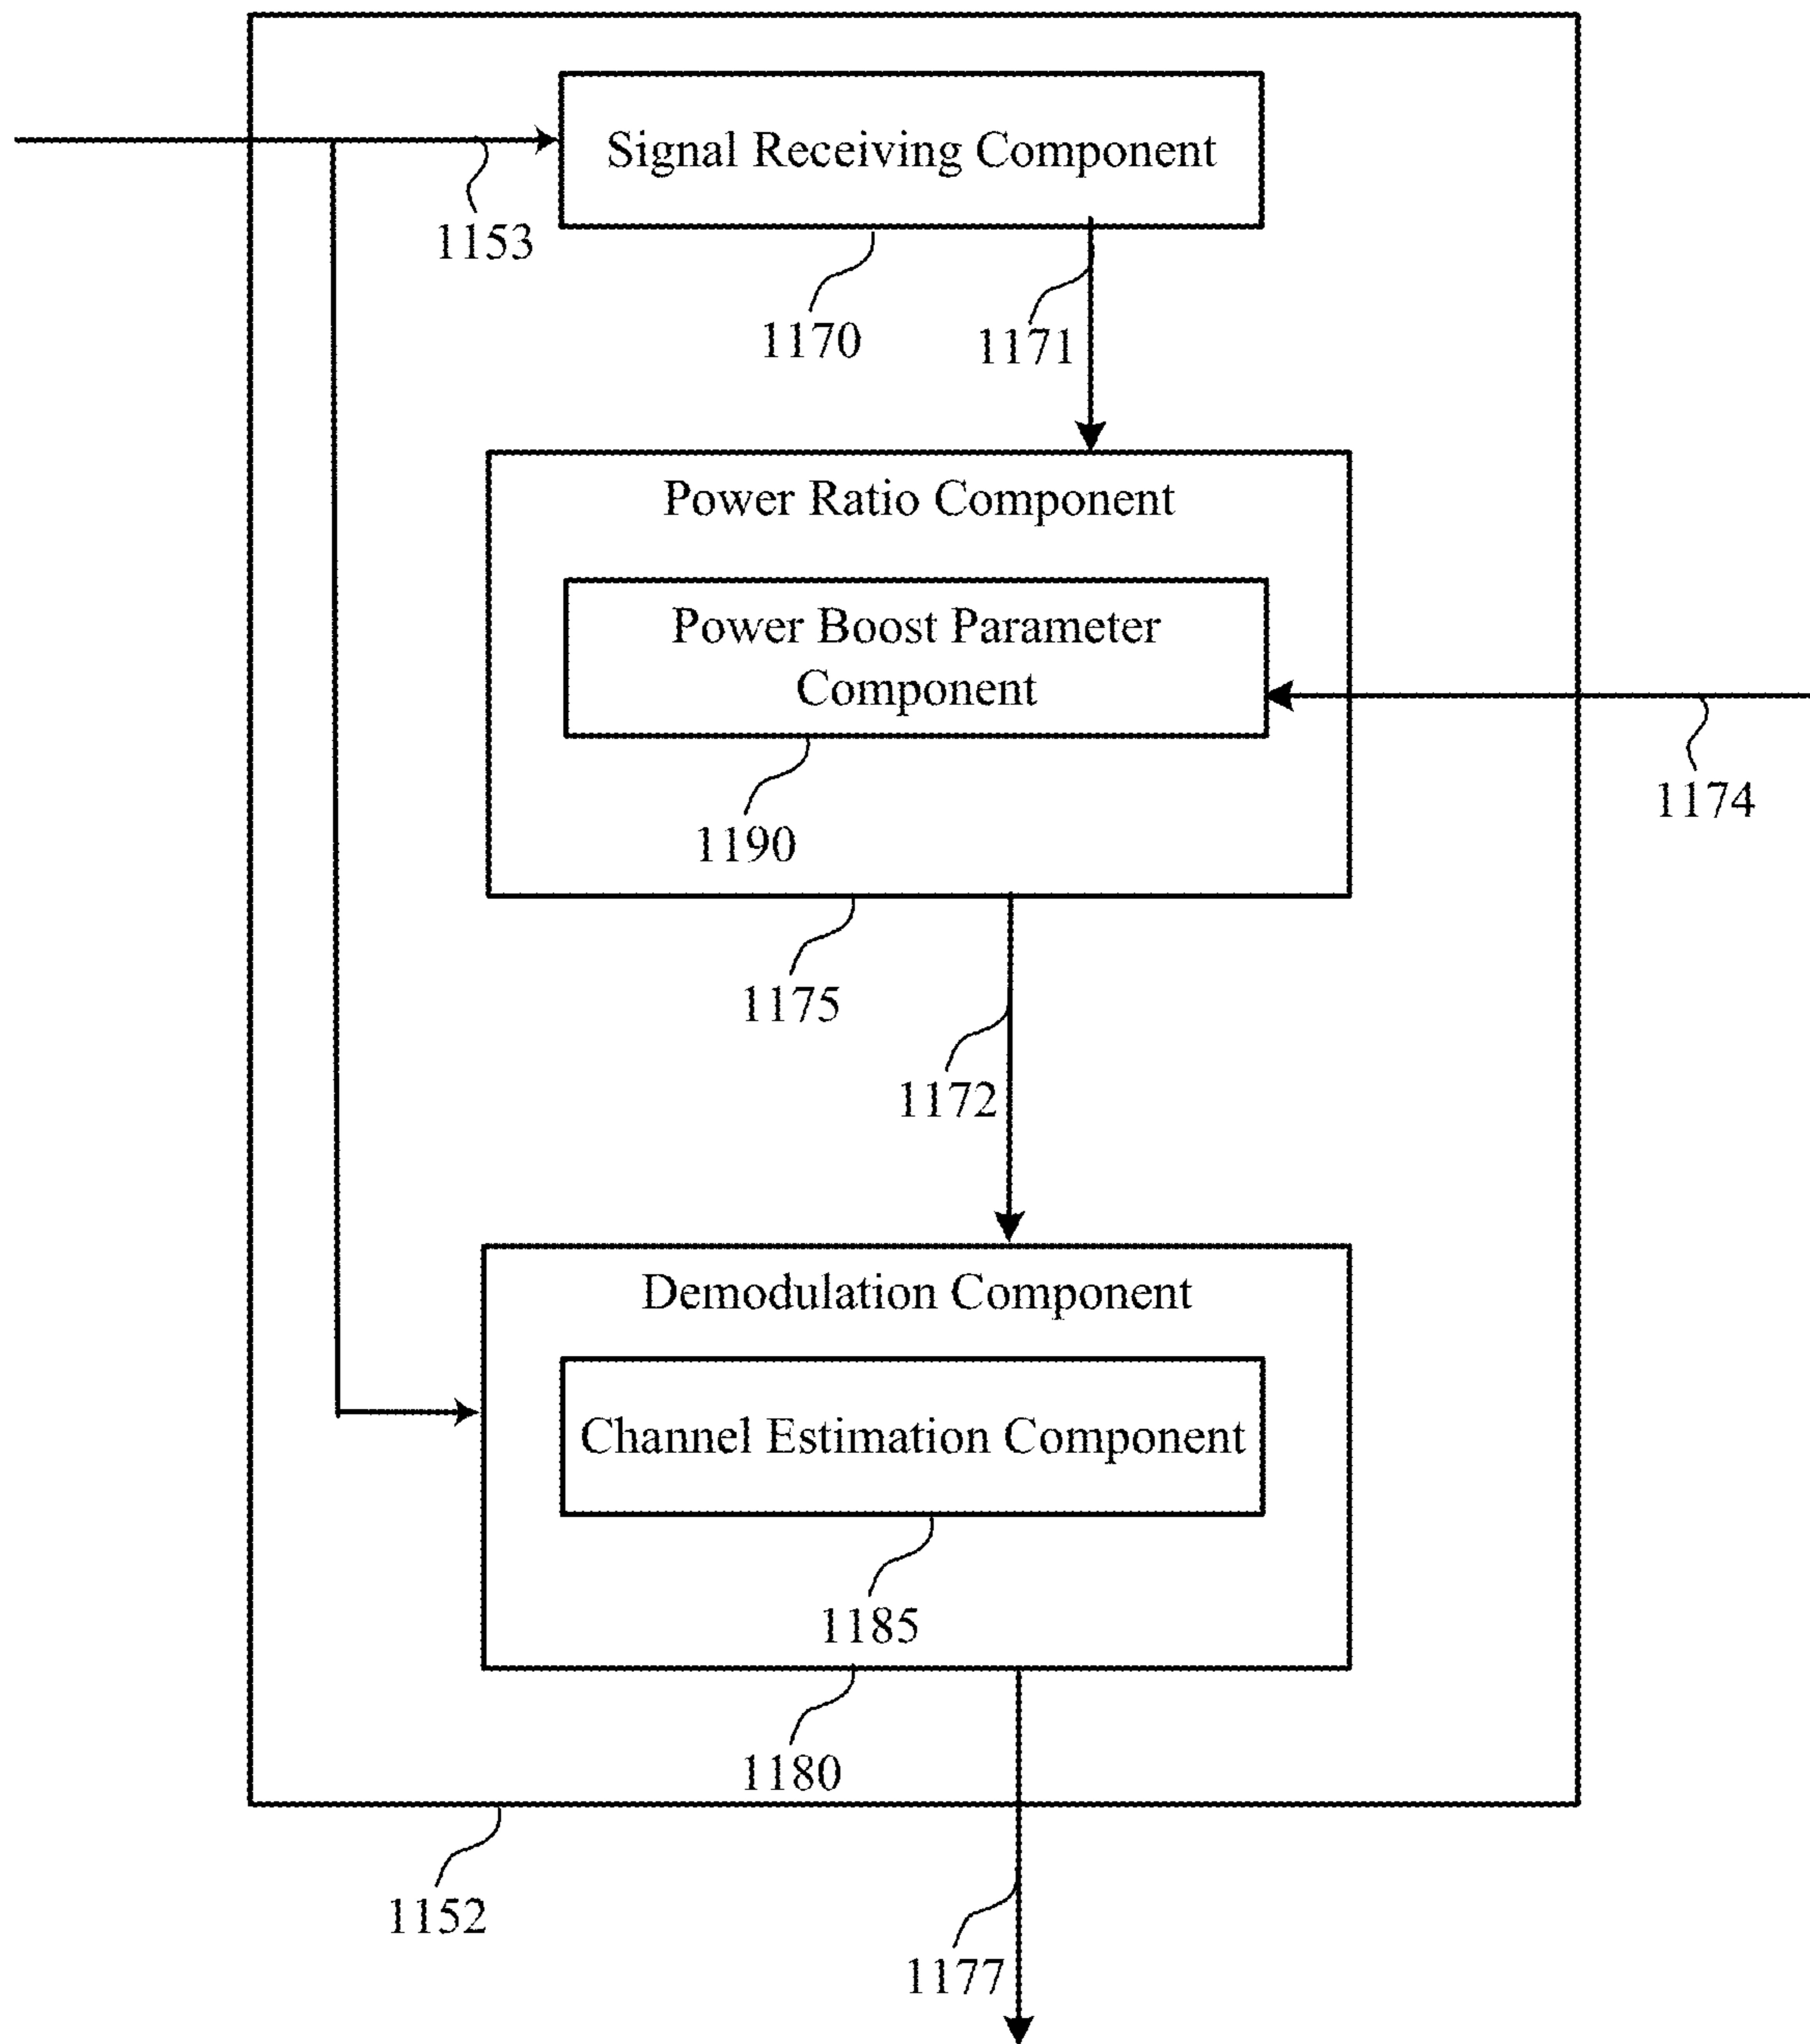 Signal Receiving Component
1153
1170
1171
Power Ratio Component
Power Boost Parameter
Component
1174
1190
1175
1172
Demodulation Component
Channel Estimation Component
1185
1180
1152
1177